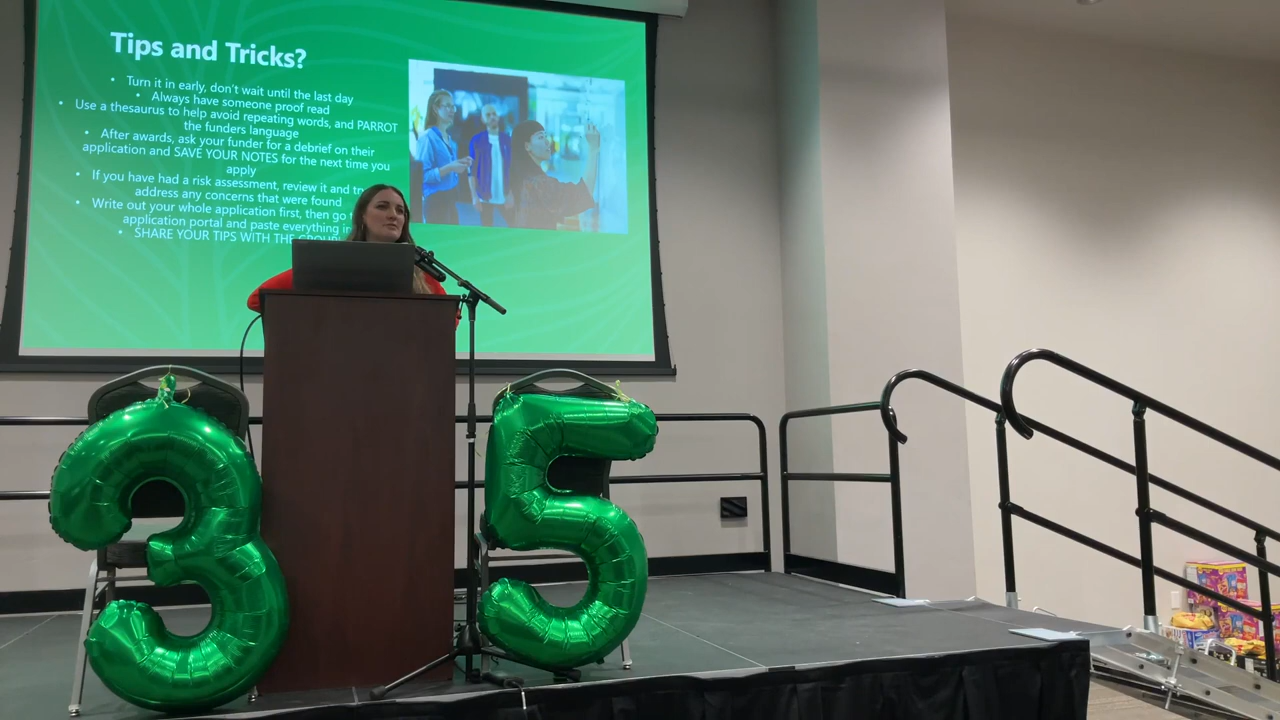 Tips and Tricks?
• Turn it in early, don't wait until the last day
• Always have someone proof read
• Use a thesaurus to help avoid repeating words, and PARROT
the funders language
• After awards, ask your funder for a debrief on their
application and SAVE YOUR NOTES for the next time you
apply
• If you have had a risk assessment, review it and
address any concerns that were found
• Write out your whole application first, then go
application portal and paste everything
• SHARE YOUR TIPS WITH THE GROUP
35